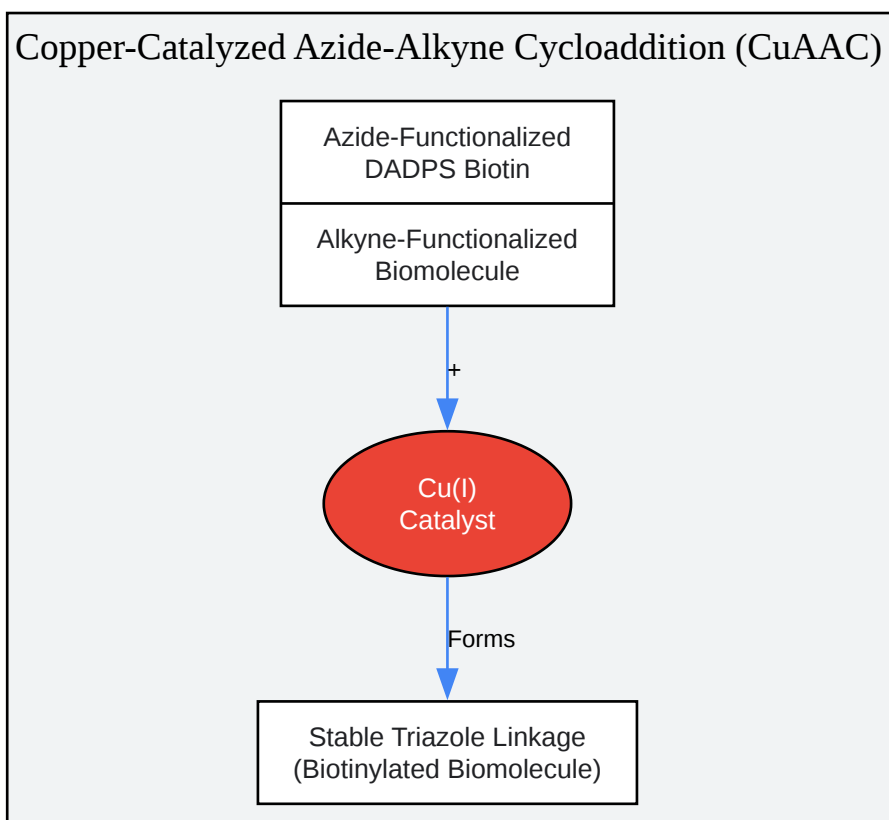 Copper-Catalyzed Azide-Alkyne Cycloaddition (CuAAC)
Azide-Functionalized
DADPS Biotin
Alkyne-Functionalized
Biomolecule
+
Cu(I)
Catalyst
Forms
Stable Triazole Linkage
(Biotinylated Biomolecule)